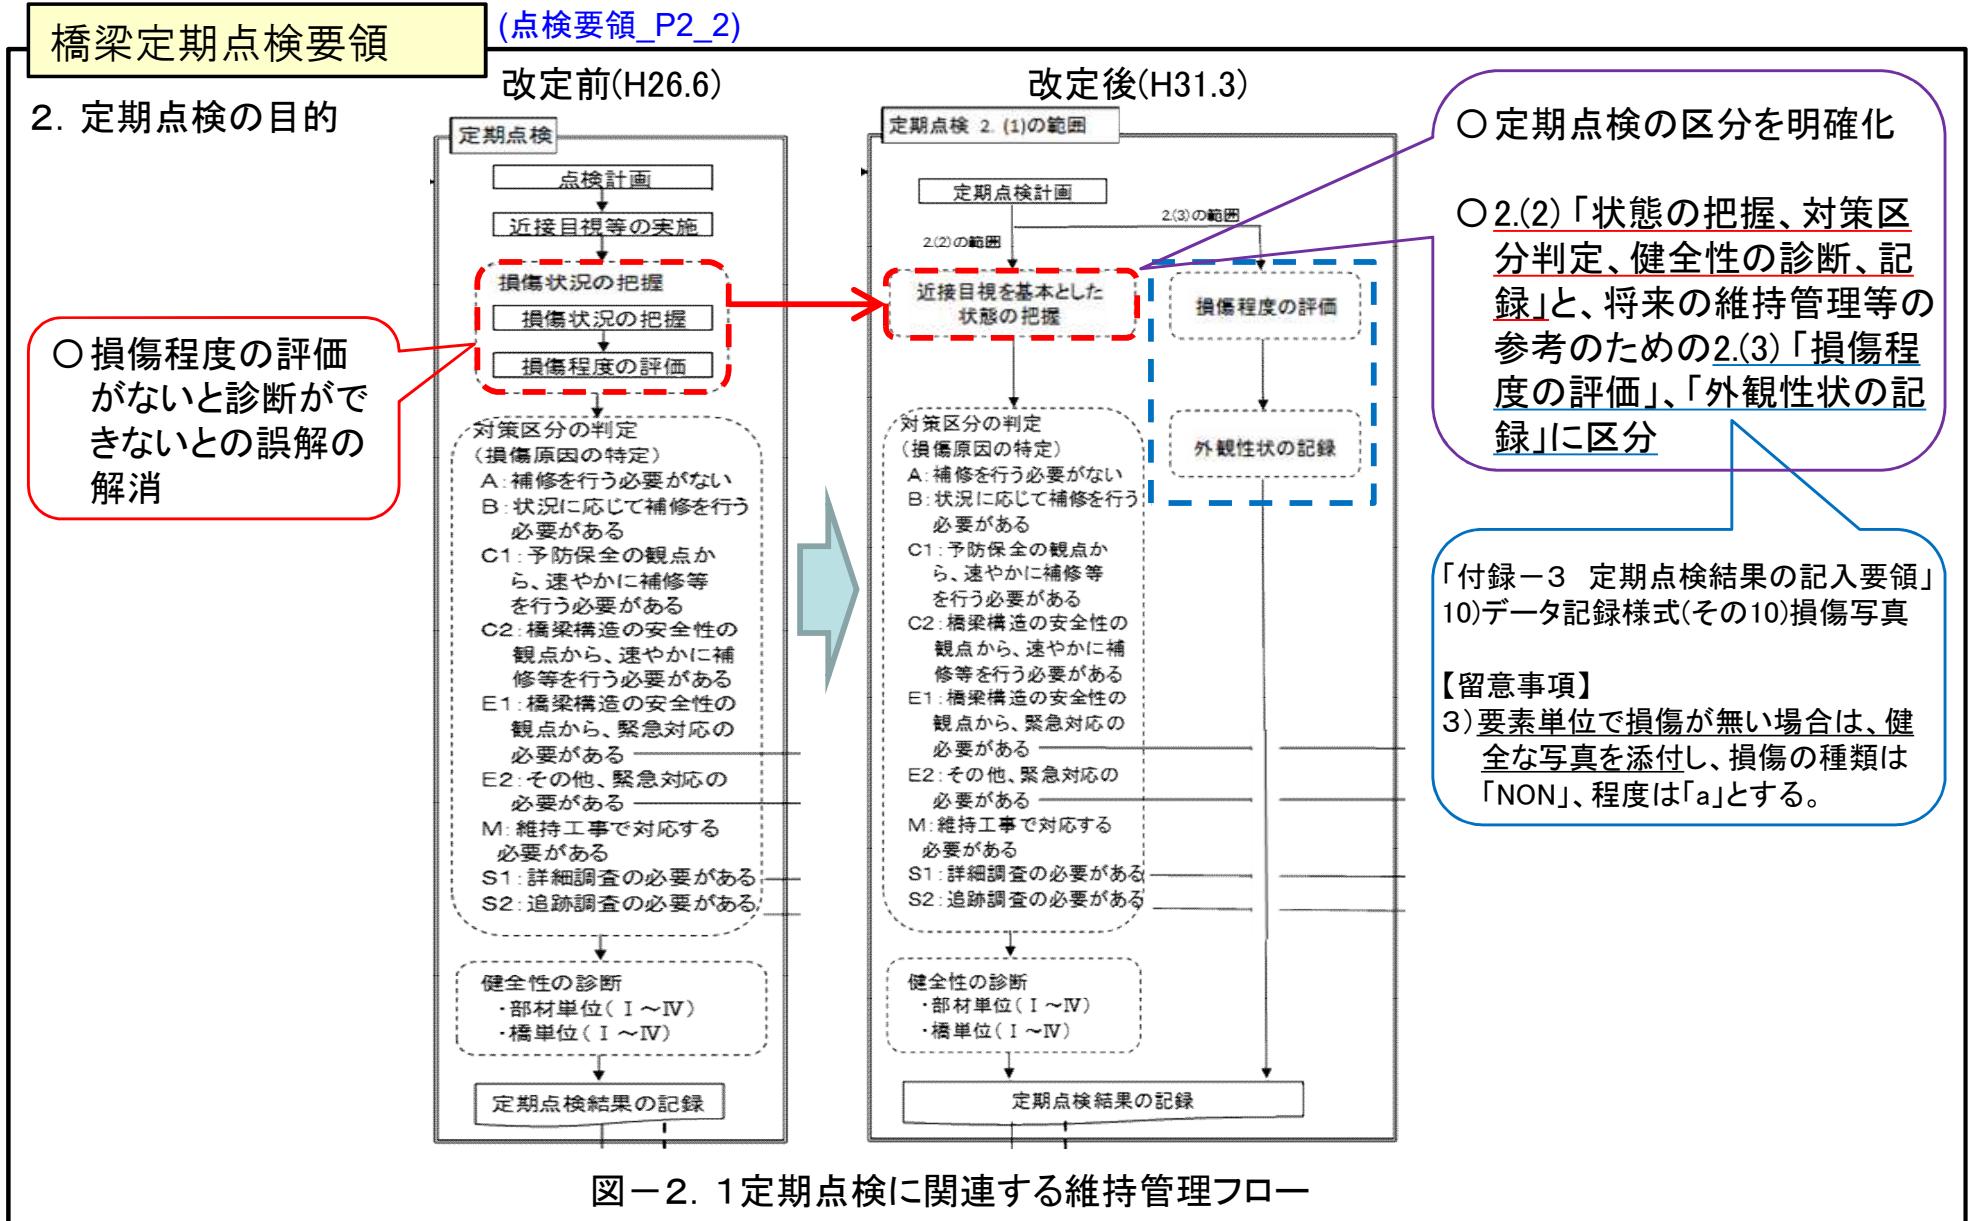 橋梁定期点検要領
(点検要領_P2_2)
2．定期点検の目的
改定前(H26.6)
定期点検
点検計画
近接目視等の実施
損傷状況の把握
損傷状況の把握
損傷程度の評価
対策区分の判定
(損傷原因の特定)
A：補修を行う必要がない
B：状況に応じて補修を行う
必要がある
C1：予防保全の観点か
ら、速やかに補修等
を行う必要がある
C2：橋梁構造の安全性の
観点から、速やかに補
修等を行う必要がある
E1：橋梁構造の安全性の
観点から、緊急対応の
必要がある
E2：その他、緊急対応の
必要がある
M：維持工事で対応する
必要がある
S1：詳細調査の必要がある
S2：追跡調査の必要がある
健全性の診断
・部材単位(Ⅰ～Ⅳ)
・橋単位(Ⅰ～Ⅳ)
定期点検結果の記録
○損傷程度の評価
がないと診断がで
きないとの誤解の
解消
改定後(H31.3)
定期点検 2. (1)の範囲
定期点検計画
2.(3)の範囲
2.(2)の範囲
近接目視を基本とした
状態の把握
損傷程度の評価
外観性状の記録
対策区分の判定
(損傷原因の特定)
A：補修を行う必要がない
B：状況に応じて補修を行う
必要がある
C1：予防保全の観点か
ら、速やかに補修等
を行う必要がある
C2：橋梁構造の安全性の
観点から、速やかに補
修等を行う必要がある
E1：橋梁構造の安全性の
観点から、緊急対応の
必要がある
E2：その他、緊急対応の
必要がある
M：維持工事で対応する
必要がある
S1：詳細調査の必要がある
S2：追跡調査の必要がある
健全性の診断
・部材単位(Ⅰ～Ⅳ)
・橋単位(Ⅰ～Ⅳ)
定期点検結果の記録
○定期点検の区分を明確化
○2.(2)「状態の把握、対策区
分判定、健全性の診断、記
録」と、将来の維持管理等の
参考のための2.(3)「損傷程
度の評価」、「外観性状の記
録」に区分
「付録－3　定期点検結果の記入要領」
10)データ記録様式(その10)損傷写真
【留意事項】
3)要素単位で損傷が無い場合は、健
全な写真を添付し、損傷の種類は
「NON」、程度は「a」とする。
図－2．1定期点検に関連する維持管理フロー